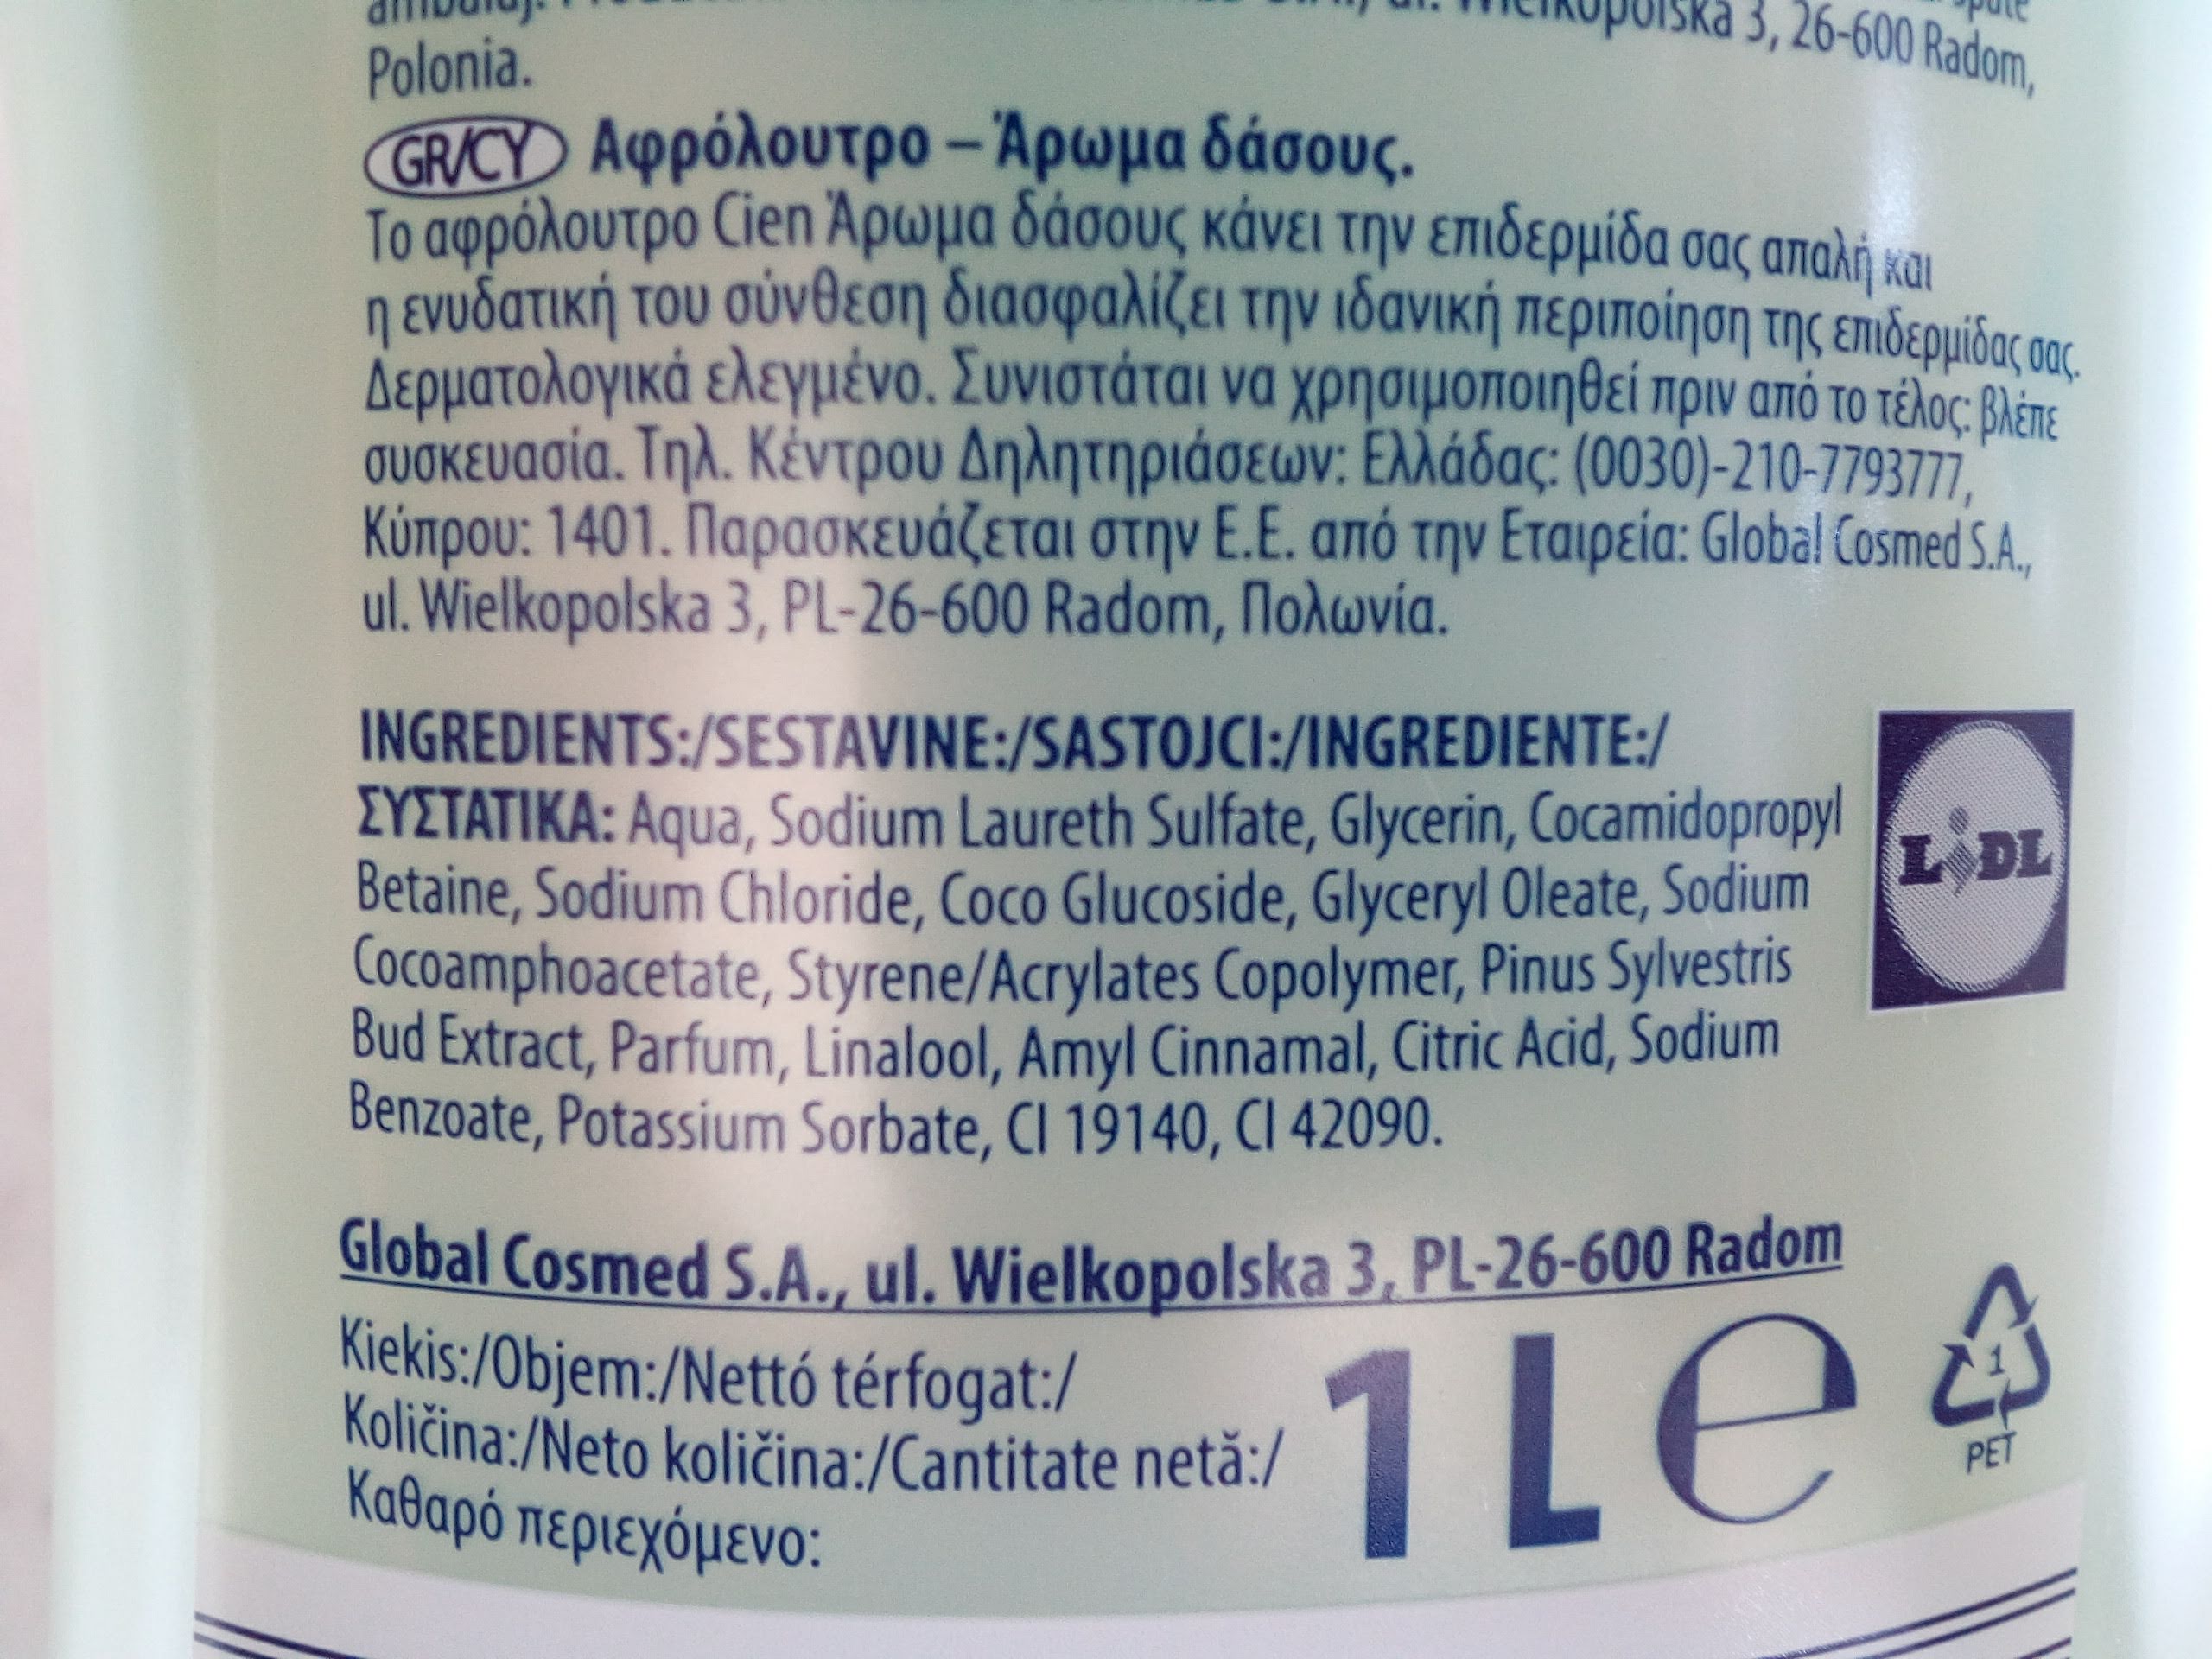 Polonia.
Wielkopolska 3, 26-600 Radom,
GR/CY Αφρόλουτρο – Άρωμα δάσους.
Το αφρόλουτρο Cien Άρωμα δάσους κάνει την επιδερμίδα σας απαλή και
η ενυδατική του σύνθεση διασφαλίζει την ιδανική περιποίηση της επιδερμίδας σας.
Δερματολογικά ελεγμένο. Συνιστάται να χρησιμοποιηθεί πριν από το τέλος: βλέπε
συσκευασία. Τηλ. Κέντρου Δηλητηριάσεων: Ελλάδας: (0030)-210-7793777,
Κύπρου: 1401. Παρασκευάζεται στην Ε.Ε. από την Εταιρεία: Global Cosmed S.A.,
ul. Wielkopolska 3, PL-26-600 Radom, Πολωνία.
INGREDIENTS:/SESTAVINE:/SASTOJCI:/INGREDIENTE:/
ΣΥΣΤΑΤΙΚΑ: Aqua, Sodium Laureth Sulfate, Glycerin, Cocamidopropyl
Betaine, Sodium Chloride, Coco Glucoside, Glyceryl Oleate, Sodium
Cocoamphoacetate, Styrene/Acrylates Copolymer, Pinus Sylvestris
Bud Extract, Parfum, Linalool, Amyl Cinnamal, Citric Acid, Sodium
Benzoate, Potassium Sorbate, CI 19140, CI 42090.
LIDL
Global Cosmed S.A., ul. Wielkopolska 3, PL-26-600 Radom
Kiekis:/Objem:/Nettó térfogat:/
Količina:/Neto količina:/Cantitate netă:/
Καθαρό περιεχόμενο:
1 L e
1
PET